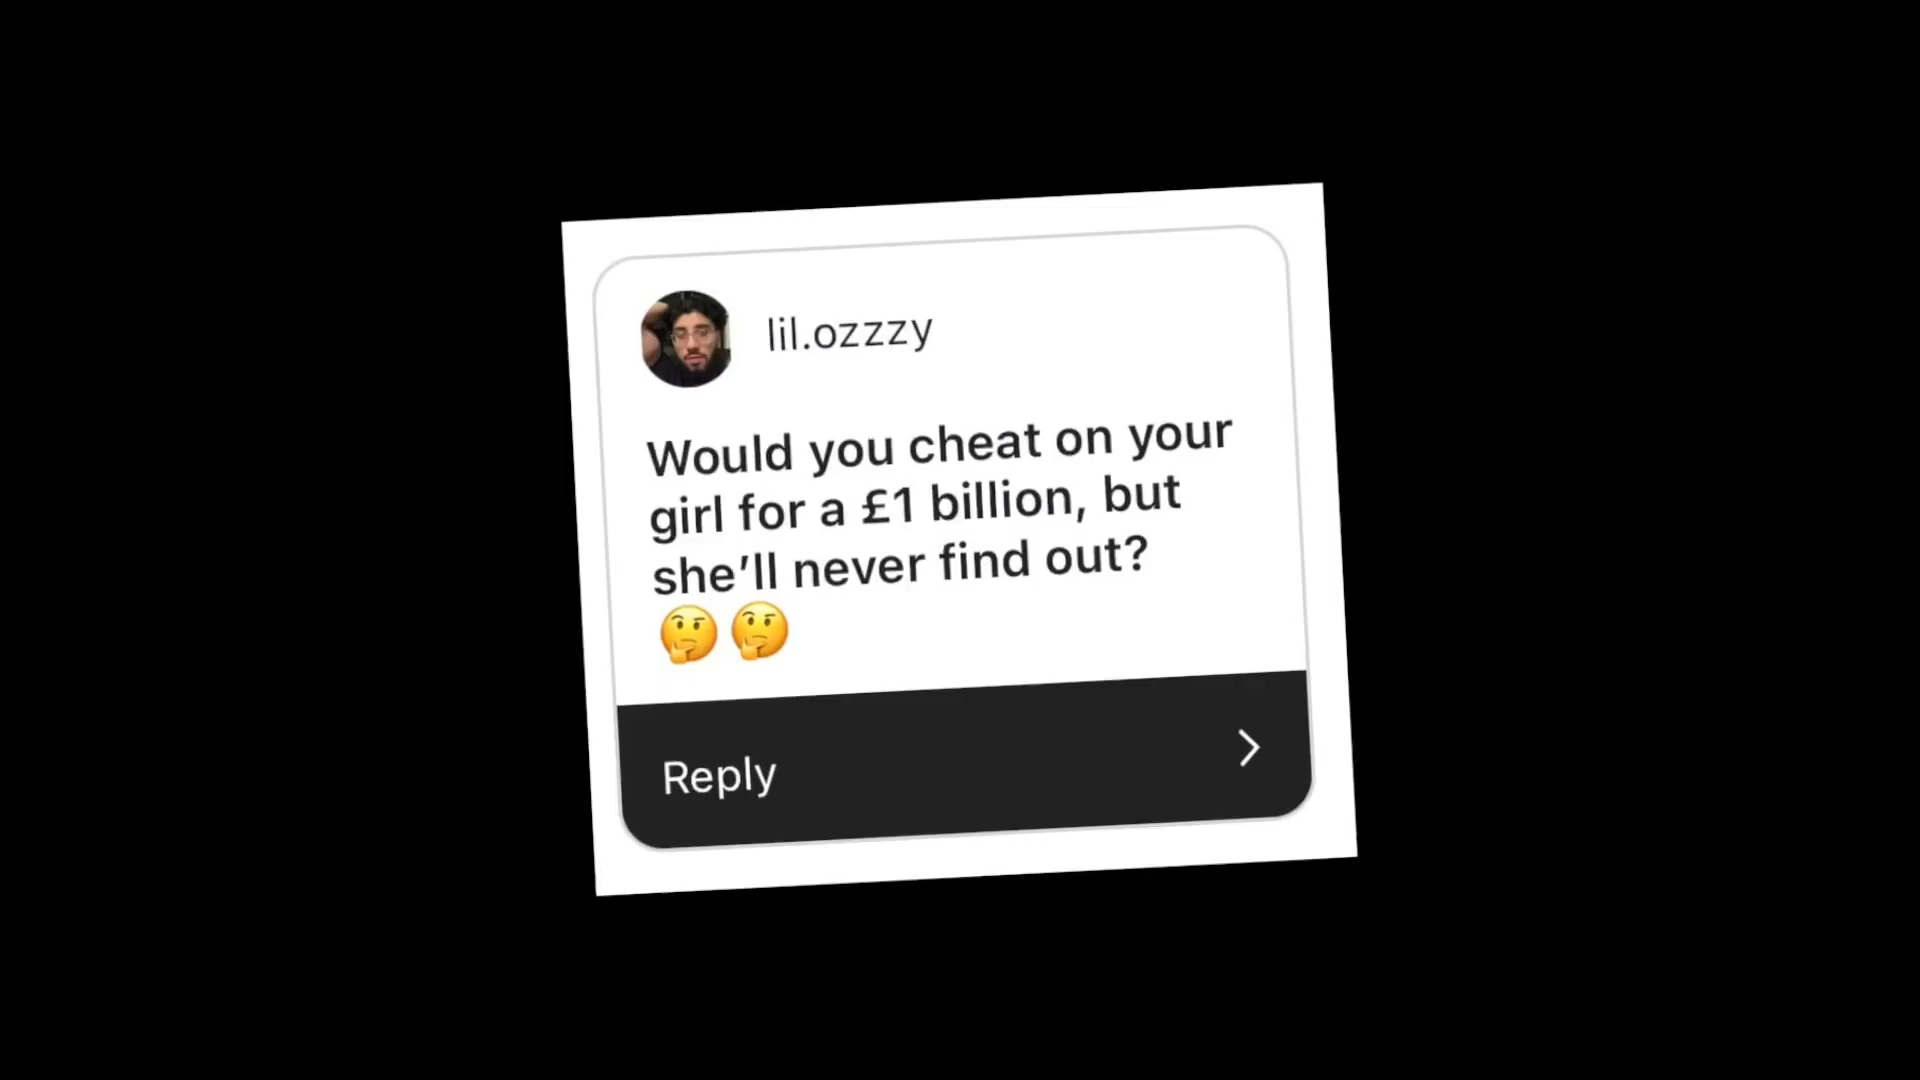 lil.ozzzy
Would you cheat on your
girl for a £1 billion, but
she’ll never find out?
🤔🤔
Reply